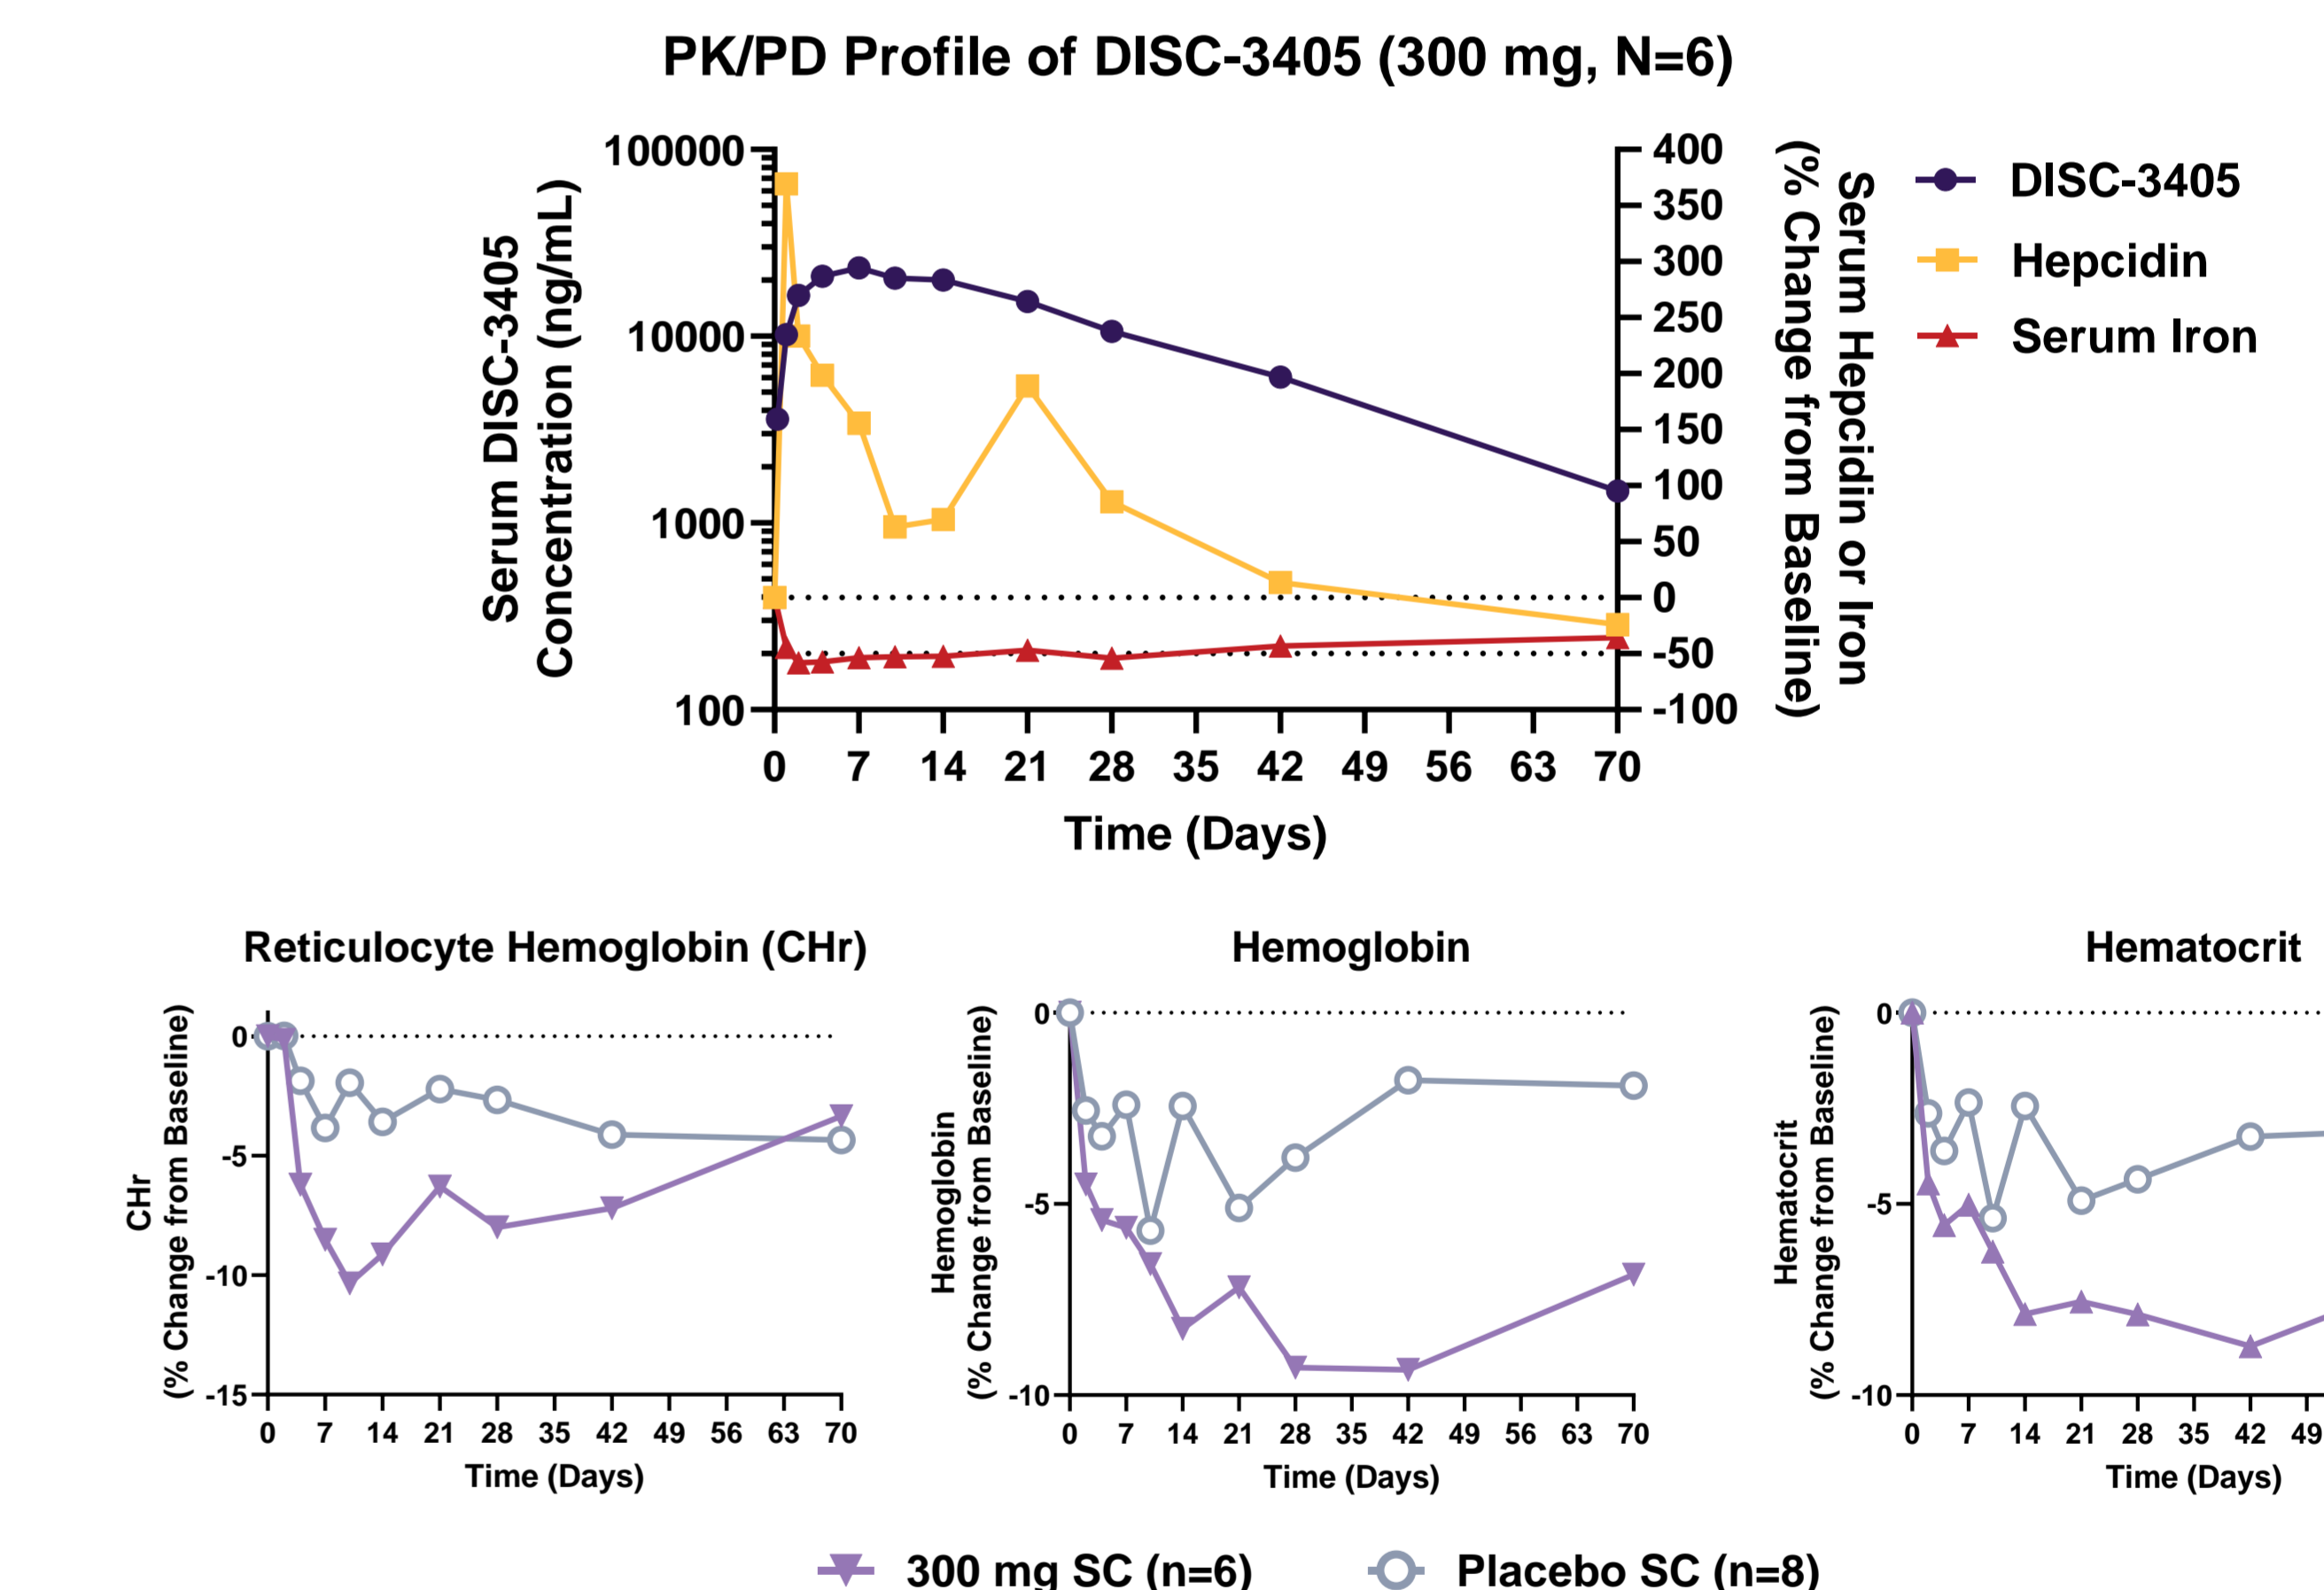 PK/PD Profile of DISC-3405 (300 mg, N=6)
Serum DISC-3405
Concentration (ng/mL)
100000
10000
1000
100
400
350
300
250
200
150
100
50
0
-50
-100
Serum Hepcidin or Iron
(% Change from Baseline)
DISC-3405
Hepcidin
Serum Iron
0 7 14 21 28 35 42 49 56 63 70
Time (Days)
Reticulocyte Hemoglobin (CHr)
CHr
(% Change from Baseline)
0
-5
-10
-15
0 7 14 21 28 35 42 49 56 63 70
Time (Days)
Hemoglobin
Hemoglobin
(% Change from Baseline)
0
-5
-10
0 7 14 21 28 35 42 49 56 63 70
Time (Days)
Hematocrit
Hematocrit
(% Change from Baseline)
0
-5
-10
0 7 14 21 28 35 42 49
Time (Days)
300 mg SC (n=6)
Placebo SC (n=8)